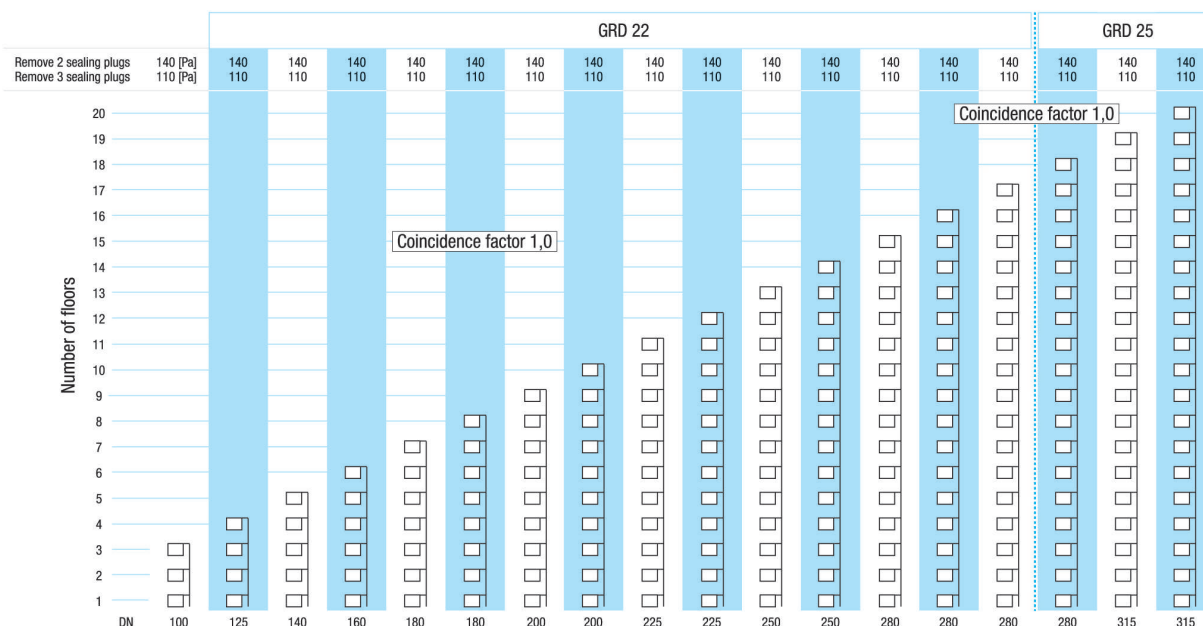 GRD 22 GRD 25
Remove 2 sealing plugs 140 [Pa] 140 140 140 140 140 140 140 140 140 140 140 140 140 140 140 140 140
Remove 3 sealing plugs 110 [Pa] 110 110 110 110 110 110 110 110 110 110 110 110 110 110 110 110 110
20
Coincidence factor 1,0
19
18
17
16
15
Coincidence factor 1,0
14
13
12
11
10
9
8
7
6
5
4
3
2
1
Number of floors
DN 100 125 140 160 180 180 200 200 225 225 250 250 280 280 280 280 315 315